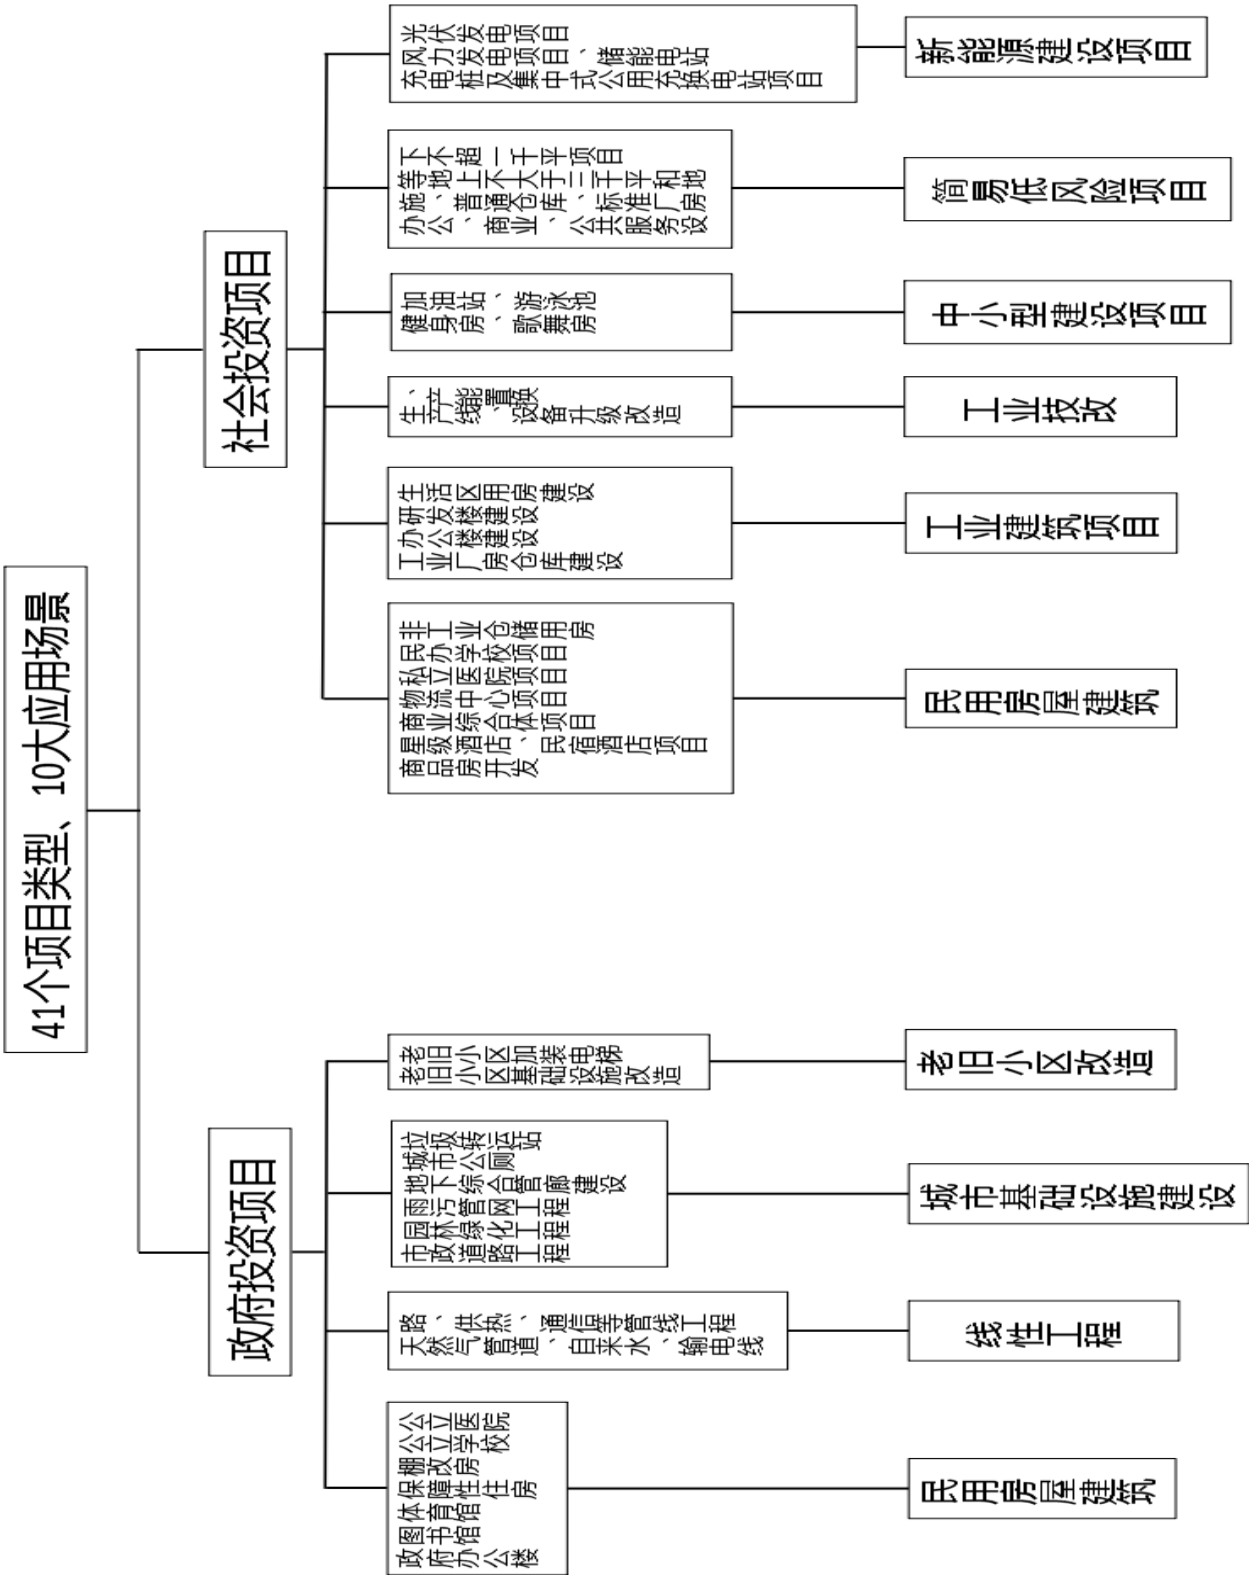 41个项目类型、10大应用场景
政府投资项目
社会投资项目
政府办公楼
图书馆
体育馆
保障性住房
棚改房
公立学校
公立医院
天然气管道、自来水、输电线
路、供热、通信等管线工程
市政道路工程
园林绿化工程
雨污管网工程
地下综合管廊建设
城市公厕
垃圾转运站
老旧小区基础设施改造
老旧小区加装电梯
商品房开发
星级酒店、民宿酒店项目
商业综合体项目
物流中心项目
私立医院项目
民办学校项目
非工业仓储用房
工业厂房仓库建设
办公楼建设
研发楼建设
生活区用房建设
生产线、设备升级改造
、产能置换
健身房、歌舞房
加油站、游泳池
办公、商业、公共服务设
施、普通仓库、标准厂房
等地上不大于三千平和地
下不超一千平项目
充电桩及集中式公用充换电站项目
风力发电项目、储能电站
光伏发电项目
民用房屋建筑
线性工程
城市基础设施建设
老旧小区改造
民用房屋建筑
工业建筑项目
工业技改
中小型建设项目
简易低风险项目
新能源建设项目